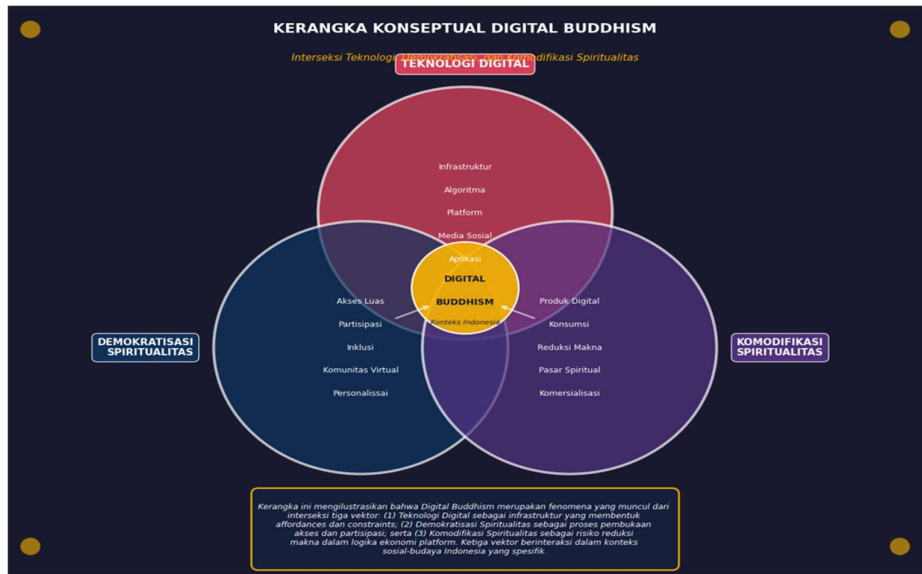 KERANGKA KONSEPTUAL DIGITAL BUDDHISM
Interseksi Teknologi, Demokratisasi, dan Komodifikasi Spiritualitas
TEKNOLOGI DIGITAL
Infrastruktur
Algoritma
Platform
Media Sosial
Aplikasi
DIGITAL
BUDDHISM
Konteks Indonesia
Akses Luas
Partisipasi
Inklusi
Komunitas Virtual
Personalissai
Produk Digital
Konsumsi
Reduksi Makna
Pasar Spiritual
Komersialisasi
DEMOKRATISASI
SPIRITUALITAS
KOMODIFIKASI
SPIRITUALITAS
Kerangka ini mengilustrasikan bahwa Digital Buddhism merupakan fenomena yang muncul dari
interseksi tiga vektor: (1) Teknologi Digital sebagai infrastruktur yang membentuk
affordances dan constraints; (2) Demokratisasi Spiritualitas sebagai proses pembukaan
akses dan partisipasi; serta (3) Komodifikasi Spiritualitas sebagai risiko reduksi
makna dalam logika ekonomi platform. Ketiga vektor berinteraksi dalam konteks
sosial-budaya Indonesia yang spesifik.